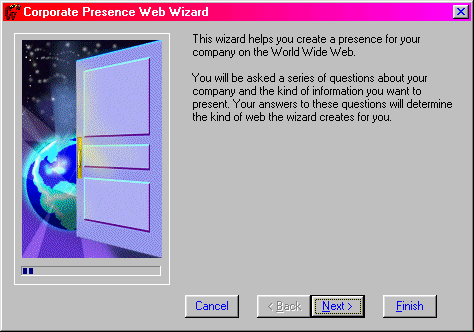 Corporate Presence Web Wizard
This wizard helps you create a presence for your
company on the World Wide Web.
You will be asked a series of questions about your
company and the kind of information you want to
present. Your answers to these questions will determine
the kind of web the wizard creates for you.
Cancel < Back Next > Finish